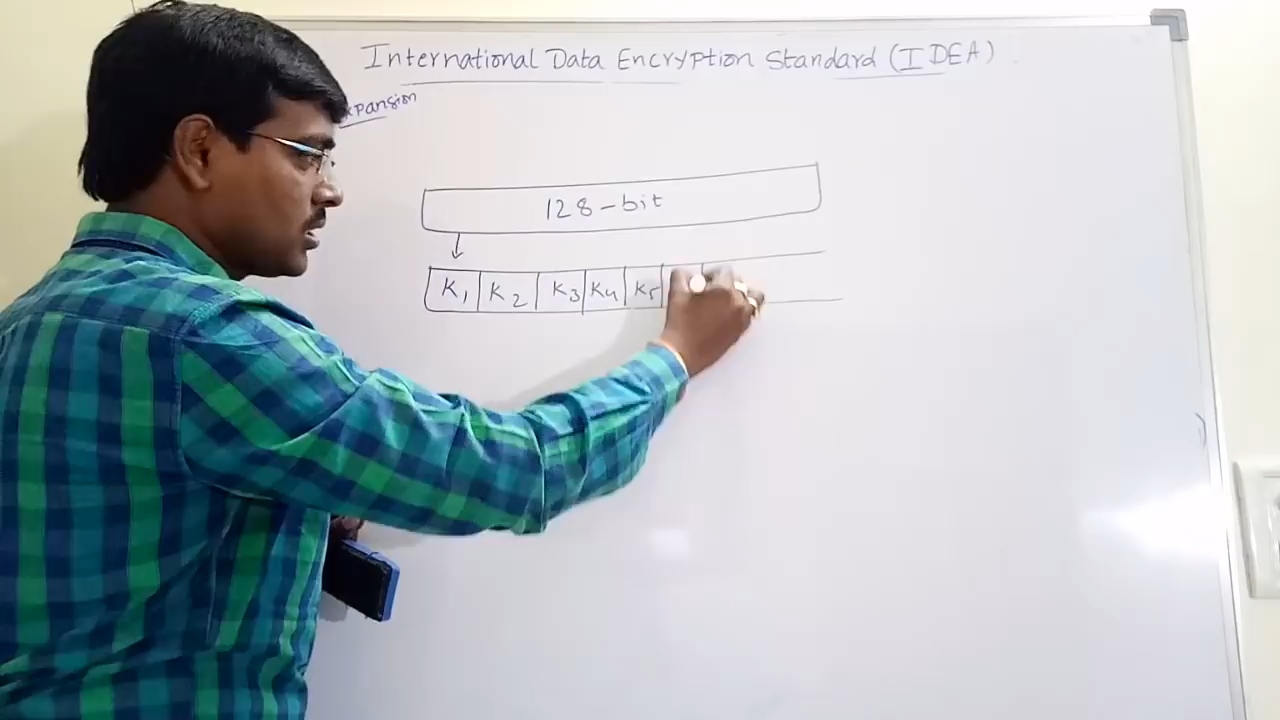 International Data Encryption Standard (IDEA)
xpansion
128-bit
K1 K2 K3 K4 K5